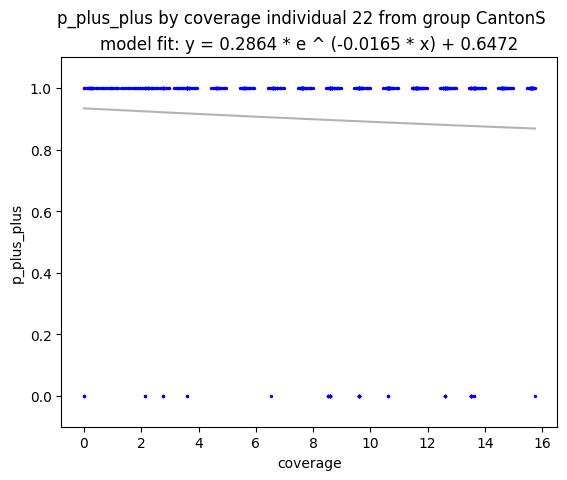 p_plus_plus by coverage individual 22 from group CantonS
model fit: y = 0.2864 * e ^ (-0.0165 * x) + 0.6472
1.0
0.8
0.6
0.4
0.2
0.0
p_plus_plus
0 2 4 6 8 10 12 14 16
coverage